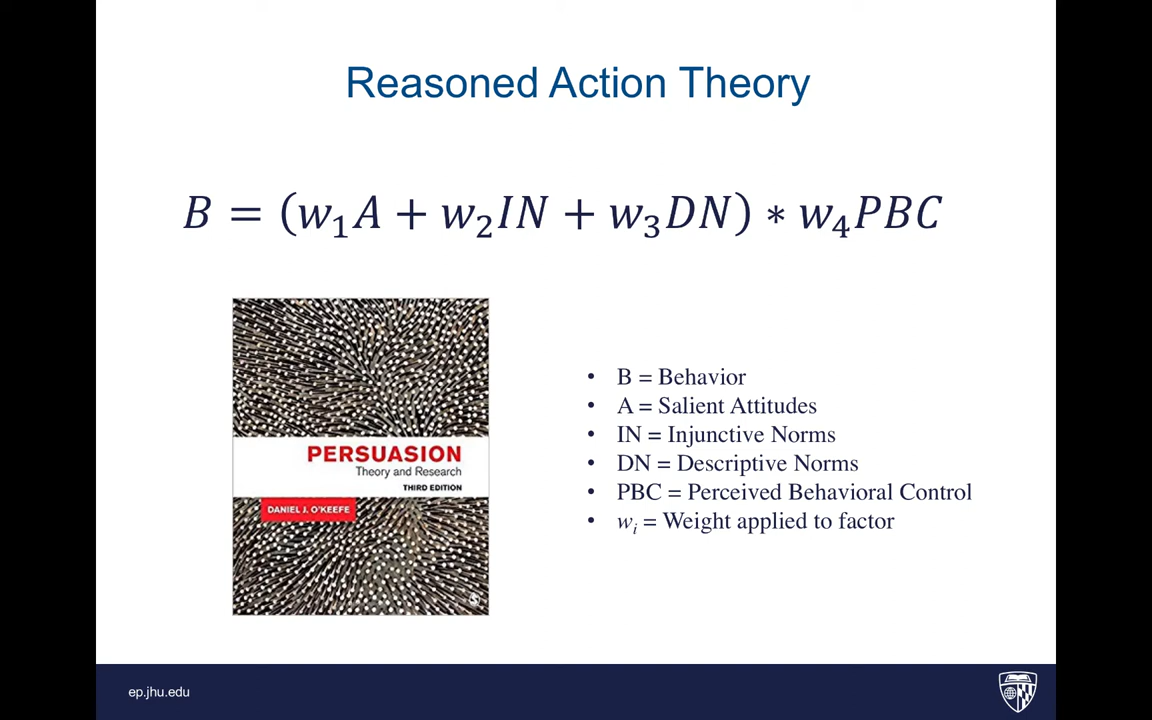 Reasoned Action Theory
B = (w₁A + w₂IN + w₃DN) * w₄PBC
PERSUASION
Theory and Research
THIRD EDITION
DANIEL J. O'KEEFE
• B = Behavior
• A = Salient Attitudes
• IN = Injunctive Norms
• DN = Descriptive Norms
• PBC = Perceived Behavioral Control
• wᵢ = Weight applied to factor
ep.jhu.edu